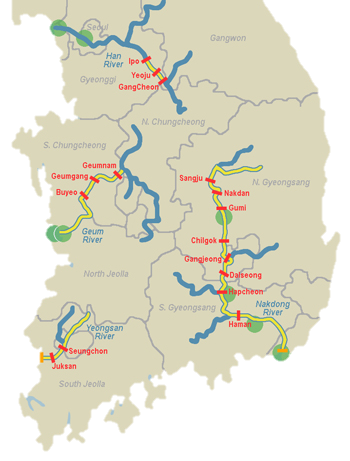 Seoul
Gangwon
Han
River
Ipo
Yeoju
GangCheon
Gyeonggi
N. Chungcheong
S. Chungcheong
Geumnam
Geumgang
Buyeo
Sangju
N. Gyeongsang
Nakdan
Gumi
Geum
River
Chilgok
Gangjeong
North Jeolla
Dalseong
Hapcheon
S. Gyeongsang
Nakdong
River
Haman
Yeongsan
River
Seungchon
Juksan
South Jeolla